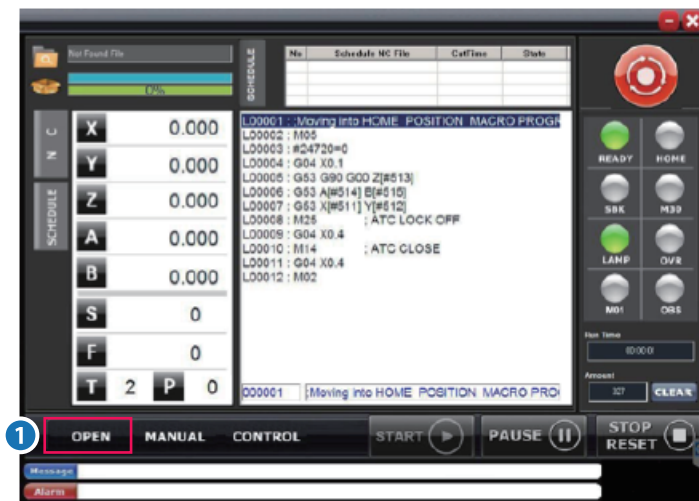 Not Found File
0%
SCHEDULE
No Schedule NC File CutTime State
N C
SCHEDULE
X 0.000
Y 0.000
Z 0.000
A 0.000
B 0.000
S 0
F 0
T 2 P 0
L00001 : ;Moving into HOME POSITION MACRO PROGR
L00002 : M05
L00003 : #24720=0
L00004 : G04 X0.1
L00005 : G53 G90 G00 Z[#513]
L00006 : G53 A[#514] B[#515]
L00007 : G53 X[#511] Y[#512]
L00008 : M25 ; ATC LOCK OFF
L00009 : G04 X0.4
L00010 : M14 ; ATC CLOSE
L00011 : G04 X0.4
L00012 : M02
000001 ;Moving into HOME POSITION MACRO PRO
READY HOME
SBK M30
LAMP OVR
M01 OBS
Run Time
Amount
327 CLEAR
1 OPEN MANUAL CONTROL START PAUSE STOP RESET
Message
Alarm